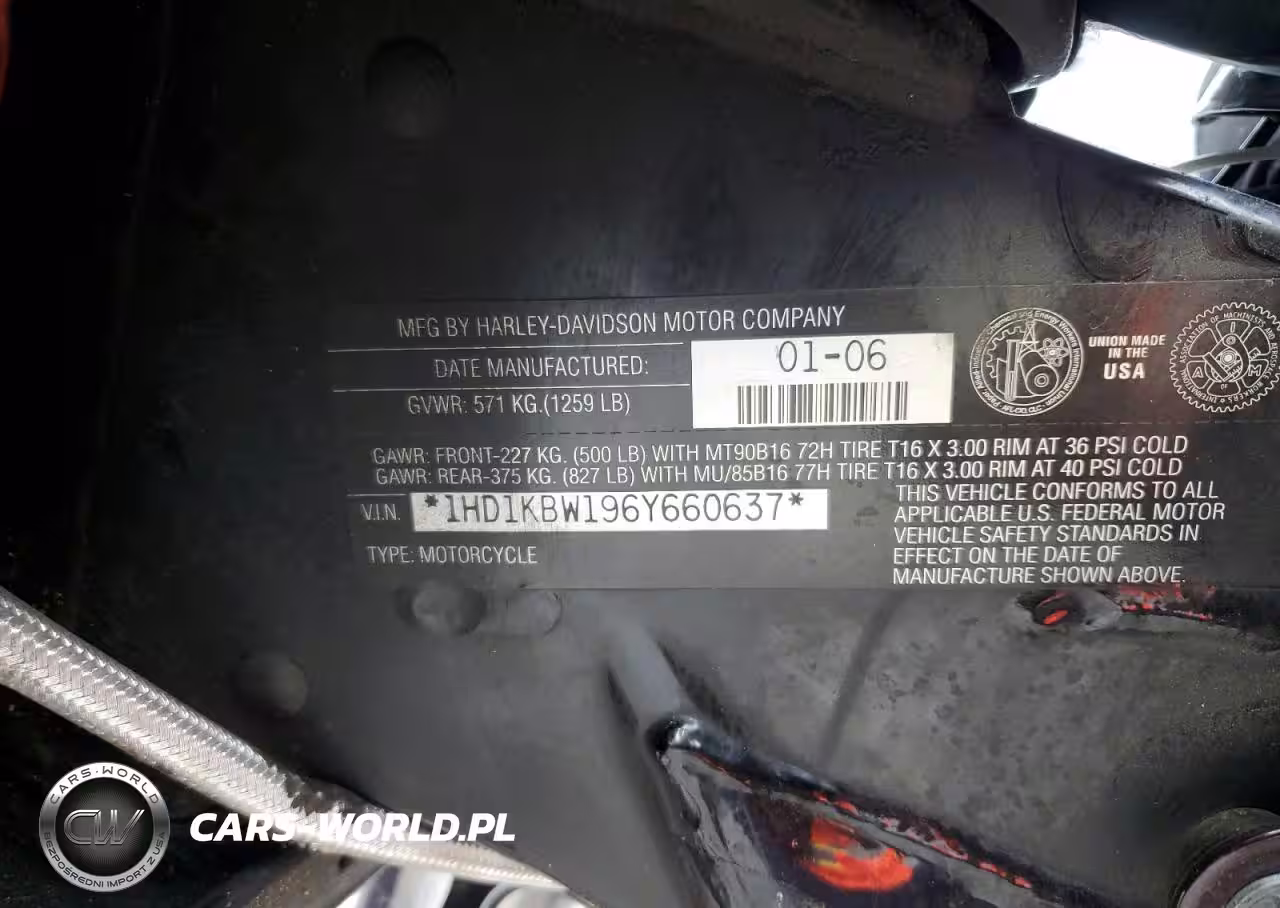 MFG BY HARLEY-DAVIDSON MOTOR COMPANY
DATE MANUFACTURED:
01-06
GVWR: 571 KG.(1259 LB)
UNION MADE
IN THE
USA
GAWR: FRONT-227 KG. (500 LB) WITH MT90B16 72H TIRE T16 X 3.00 RIM AT 36 PSI COLD
GAWR: REAR-375 KG. (827 LB) WITH MU/85B16 77H TIRE T16 X 3.00 RIM AT 40 PSI COLD
V.I.N. *1HD1KBW196Y660637*
TYPE: MOTORCYCLE
THIS VEHICLE CONFORMS TO ALL
APPLICABLE U.S. FEDERAL MOTOR
VEHICLE SAFETY STANDARDS IN
EFFECT ON THE DATE OF
MANUFACTURE SHOWN ABOVE.
CARS-WORLD
CW
BEZPOŚREDNI IMPORT Z USA
CARS-WORLD.PL